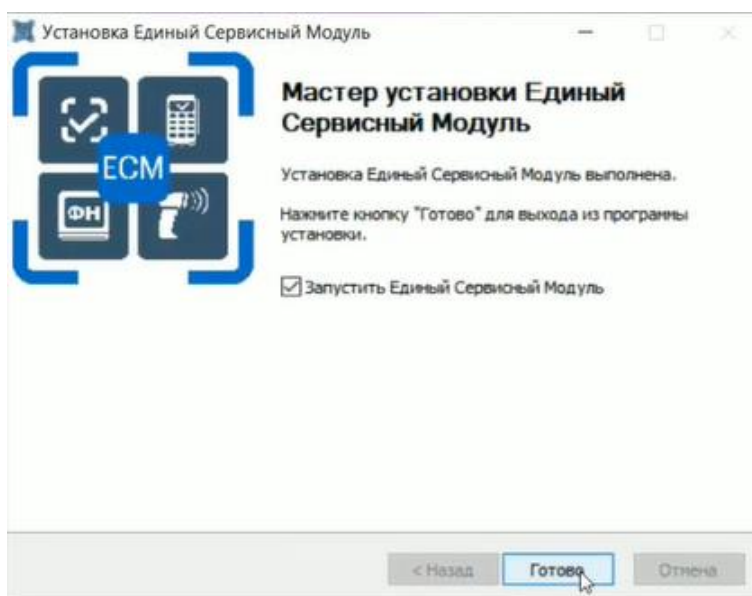 Установка Единый Сервисный Модуль
Мастер установки Единый
Сервисный Модуль
ЕСМ
ФН
Установка Единый Сервисный Модуль выполнена.
Нажмите кнопку "Готово" для выхода из программы
установки.
Запустить Единый Сервисный Модуль
< Назад
Готово
Отмена